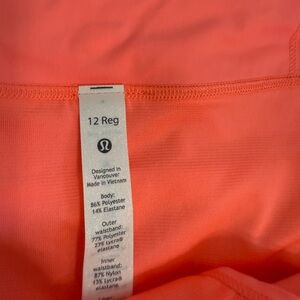 12 Reg
Designed in
Vancouver.
Made in Vietnam
Body:
86% Polyester
14% Elastane
Outer
waistband:
77% Polyester
23% Lycra®
elastane
Inner
waistband:
87% Nylon
13% Lycra®
elastane